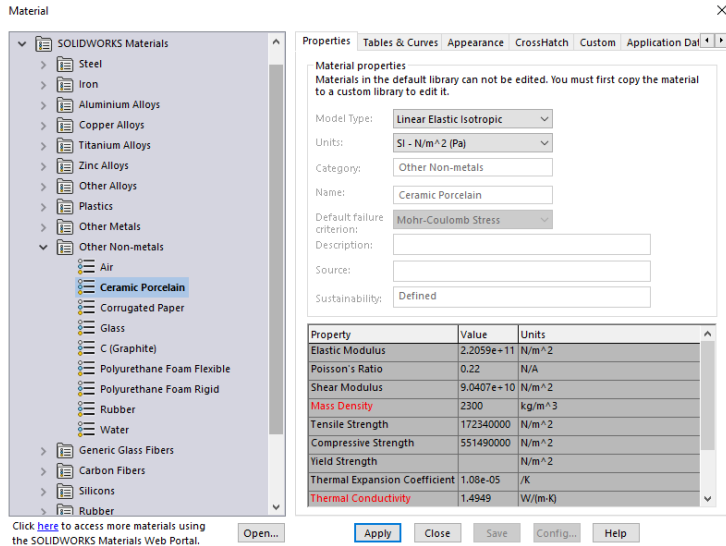 Material
SOLIDWORKS Materials
Steel
Iron
Aluminium Alloys
Copper Alloys
Titanium Alloys
Zinc Alloys
Other Alloys
Plastics
Other Metals
Other Non-metals
Air
Ceramic Porcelain
Corrugated Paper
Glass
C (Graphite)
Polyurethane Foam Flexible
Polyurethane Foam Rigid
Rubber
Water
Generic Glass Fibers
Carbon Fibers
Silicons
Rubber
Click here to access more materials using
the SOLIDWORKS Materials Web Portal.
Open...
Properties Tables & Curves Appearance CrossHatch Custom Application Dat
Material properties
Materials in the default library can not be edited. You must first copy the material
to a custom library to edit it.
Model Type: Linear Elastic Isotropic
Units: SI - N/m^2 (Pa)
Category: Other Non-metals
Name: Ceramic Porcelain
Default failure
criterion: Mohr-Coulomb Stress
Description:
Source:
Sustainability: Defined
Property Value Units
Elastic Modulus 2.2059e+11 N/m^2
Poisson's Ratio 0.22 N/A
Shear Modulus 9.0407e+10 N/m^2
Mass Density 2300 kg/m^3
Tensile Strength 172340000 N/m^2
Compressive Strength 551490000 N/m^2
Yield Strength N/m^2
Thermal Expansion Coefficient 1.08e-05 /K
Thermal Conductivity 1.4949 W/(m·K)
Apply Close Save Config... Help